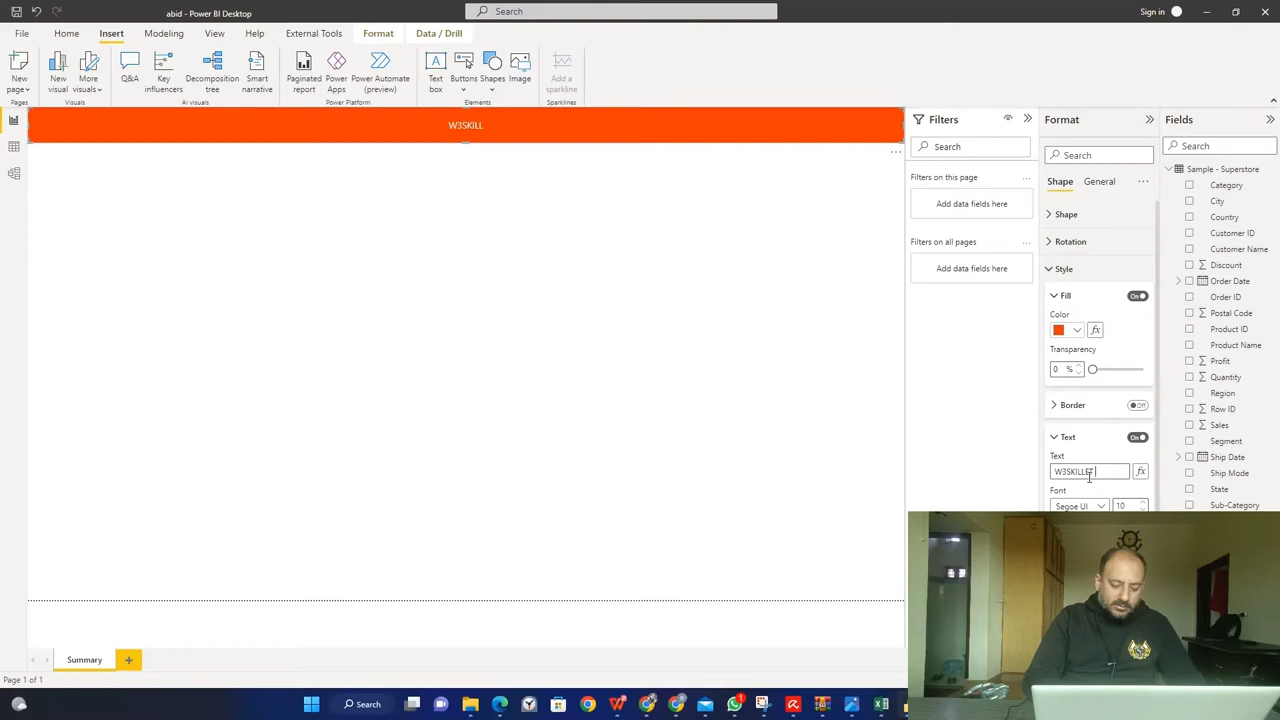 abid - Power BI Desktop
Search
Sign in
File Home Insert Modeling View Help External Tools Format Data / Drill
New page
New visual
More visuals
Q&A
Key influencers
Decomposition tree
Smart narrative
Paginated report
Power Apps
Power Automate (preview)
Text box
Buttons
Shapes
Image
Add a sparkline
Pages
Visuals
AI visuals
Power Platform
Elements
Sparklines
W3SKILL
Filters
Search
Filters on this page
Add data fields here
Filters on all pages
Add data fields here
Format
Search
Shape General
Shape
Rotation
Style
Fill
On
Color
fx
Transparency
0 %
Border
Off
Text
On
Text
fx
Font
Segoe UI
10
Fields
Search
Sample - Superstore
Category
City
Country
Customer ID
Customer Name
Discount
Order Date
Order ID
Postal Code
Product ID
Product Name
Profit
Quantity
Region
Row ID
Sales
Segment
Ship Date
Ship Mode
State
Sub-Category
Summary
Page 1 of 1
Search